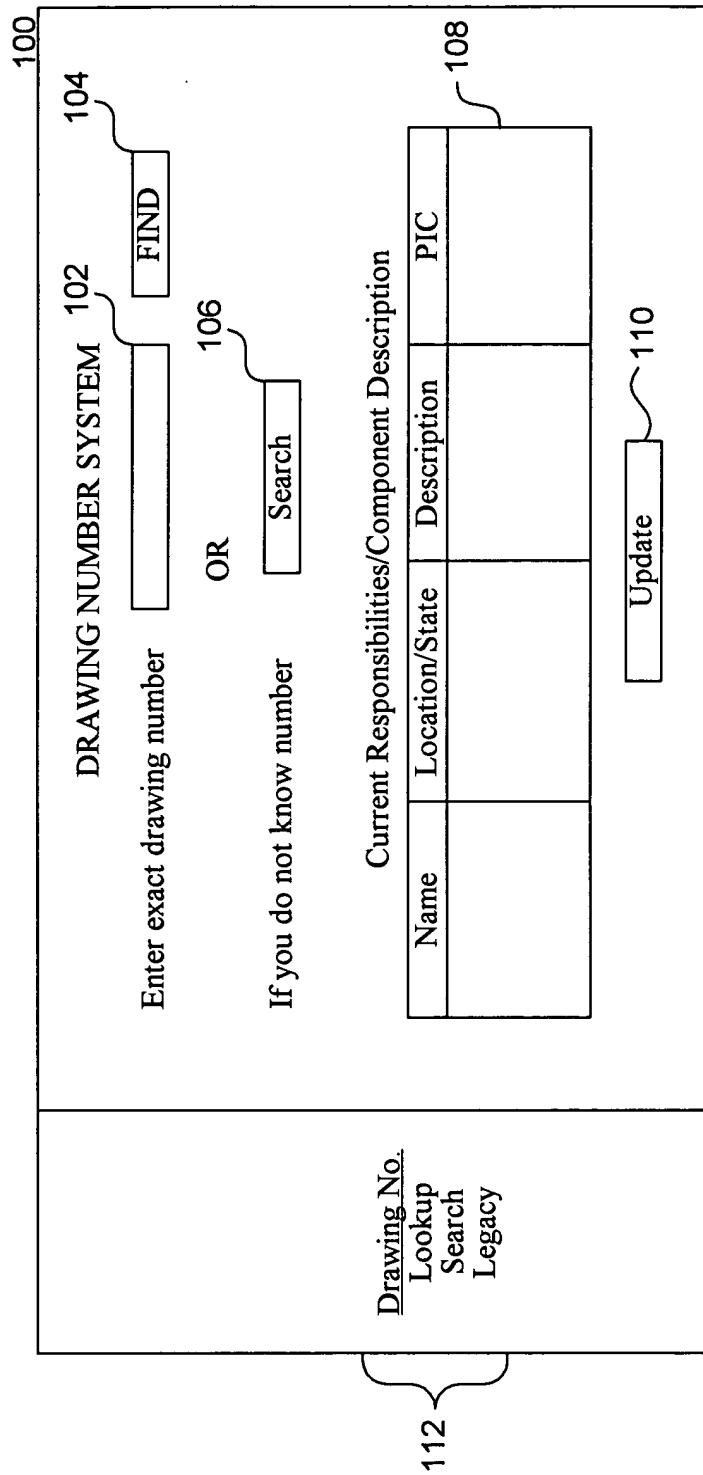 100
DRAWING NUMBER SYSTEM
102
104
Enter exact drawing number
FIND
OR
106
If you do not know number
Search
Current Responsibilities/Component Description
108
Name Location/State Description PIC
Update
110
112
Drawing No.
Lookup
Search
Legacy